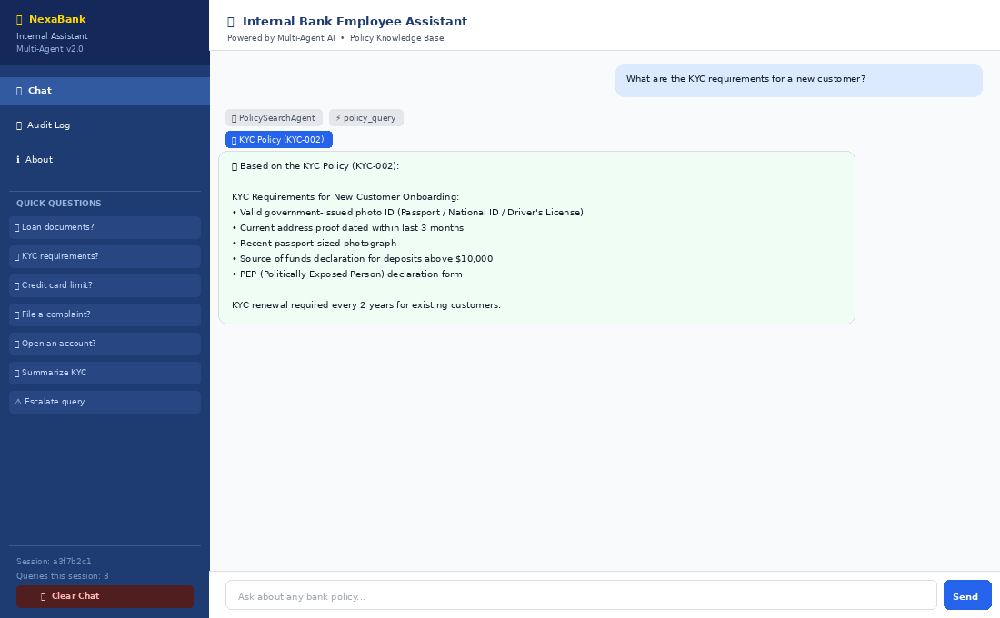 NexaBank
Internal Assistant
Multi-Agent v2.0
Chat
Audit Log
ℹ About
QUICK QUESTIONS
Loan documents?
KYC requirements?
Credit card limit?
File a complaint?
Open an account?
Summarize KYC
⚠ Escalate query
Session: a3f7b2c1
Queries this session: 3
Clear Chat
Internal Bank Employee Assistant
Powered by Multi-Agent AI • Policy Knowledge Base
What are the KYC requirements for a new customer?
PolicySearchAgent ⚡ policy_query
KYC Policy (KYC-002)
Based on the KYC Policy (KYC-002):
KYC Requirements for New Customer Onboarding:
• Valid government-issued photo ID (Passport / National ID / Driver's License)
• Current address proof dated within last 3 months
• Recent passport-sized photograph
• Source of funds declaration for deposits above $10,000
• PEP (Politically Exposed Person) declaration form
KYC renewal required every 2 years for existing customers.
Ask about any bank policy...
Send